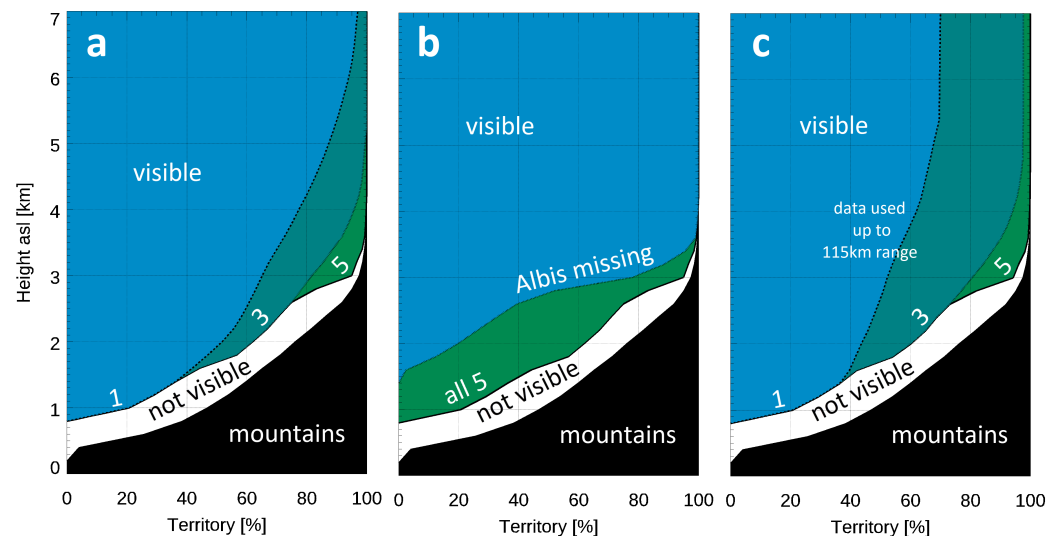 a
7
6
5
4
3
2
1
0
Height asl [km]
visible
5
3
1
not visible
mountains
0 20 40 60 80 100
Territory [%]
b
visible
Albis missing
all 5
not visible
mountains
0 20 40 60 80 100
Territory [%]
c
visible
data used
up to
115km range
5
3
1
not visible
mountains
0 20 40 60 80 100
Territory [%]